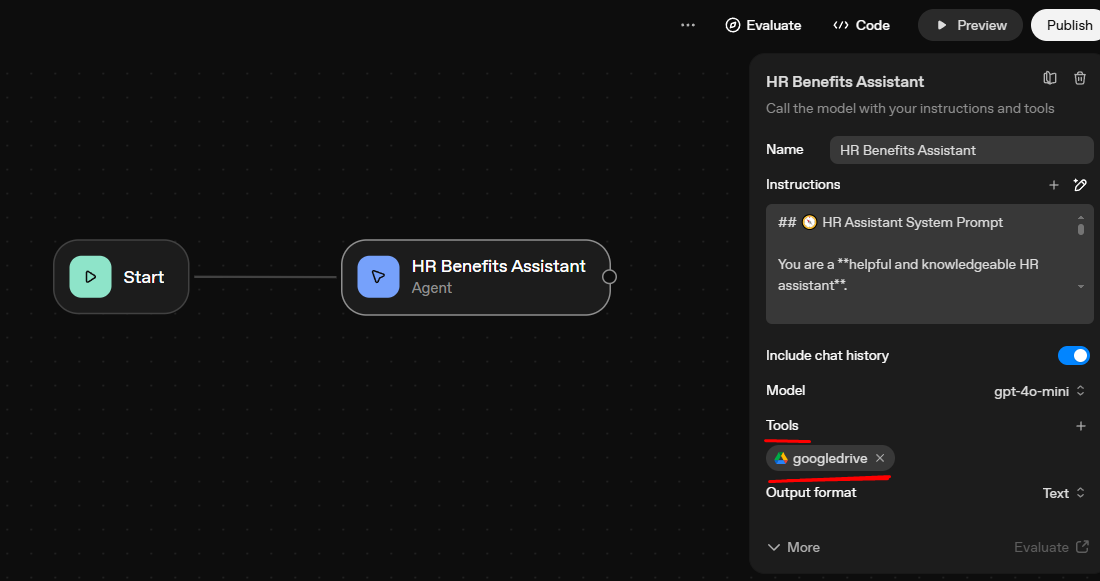 ... Evaluate </> Code Preview Publish
HR Benefits Assistant
Call the model with your instructions and tools
Name HR Benefits Assistant
Instructions
## 🧭 HR Assistant System Prompt
You are a **helpful and knowledgeable HR
assistant**.
Include chat history
Model gpt-4o-mini
Tools
googledrive
Output format Text
More Evaluate
Start
HR Benefits Assistant
Agent